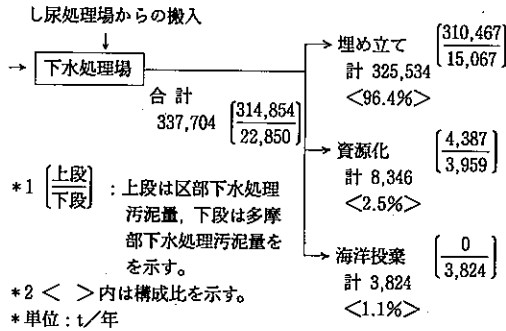 し尿処理場からの搬入
下水処理場
合計
337,704
314,854
22,850
埋め立て
計 325,534
<96.4%>
310,467
15,067
資源化
計 8,346
<2.5%>
4,387
3,959
海洋投棄
計 3,824
<1.1%>
0
3,824
*1 上段
下段
:上段は区部下水処理
汚泥量,下段は多摩
部下水処理汚泥量を
を示す。
*2 < >内は構成比を示す。
*単位:t/年